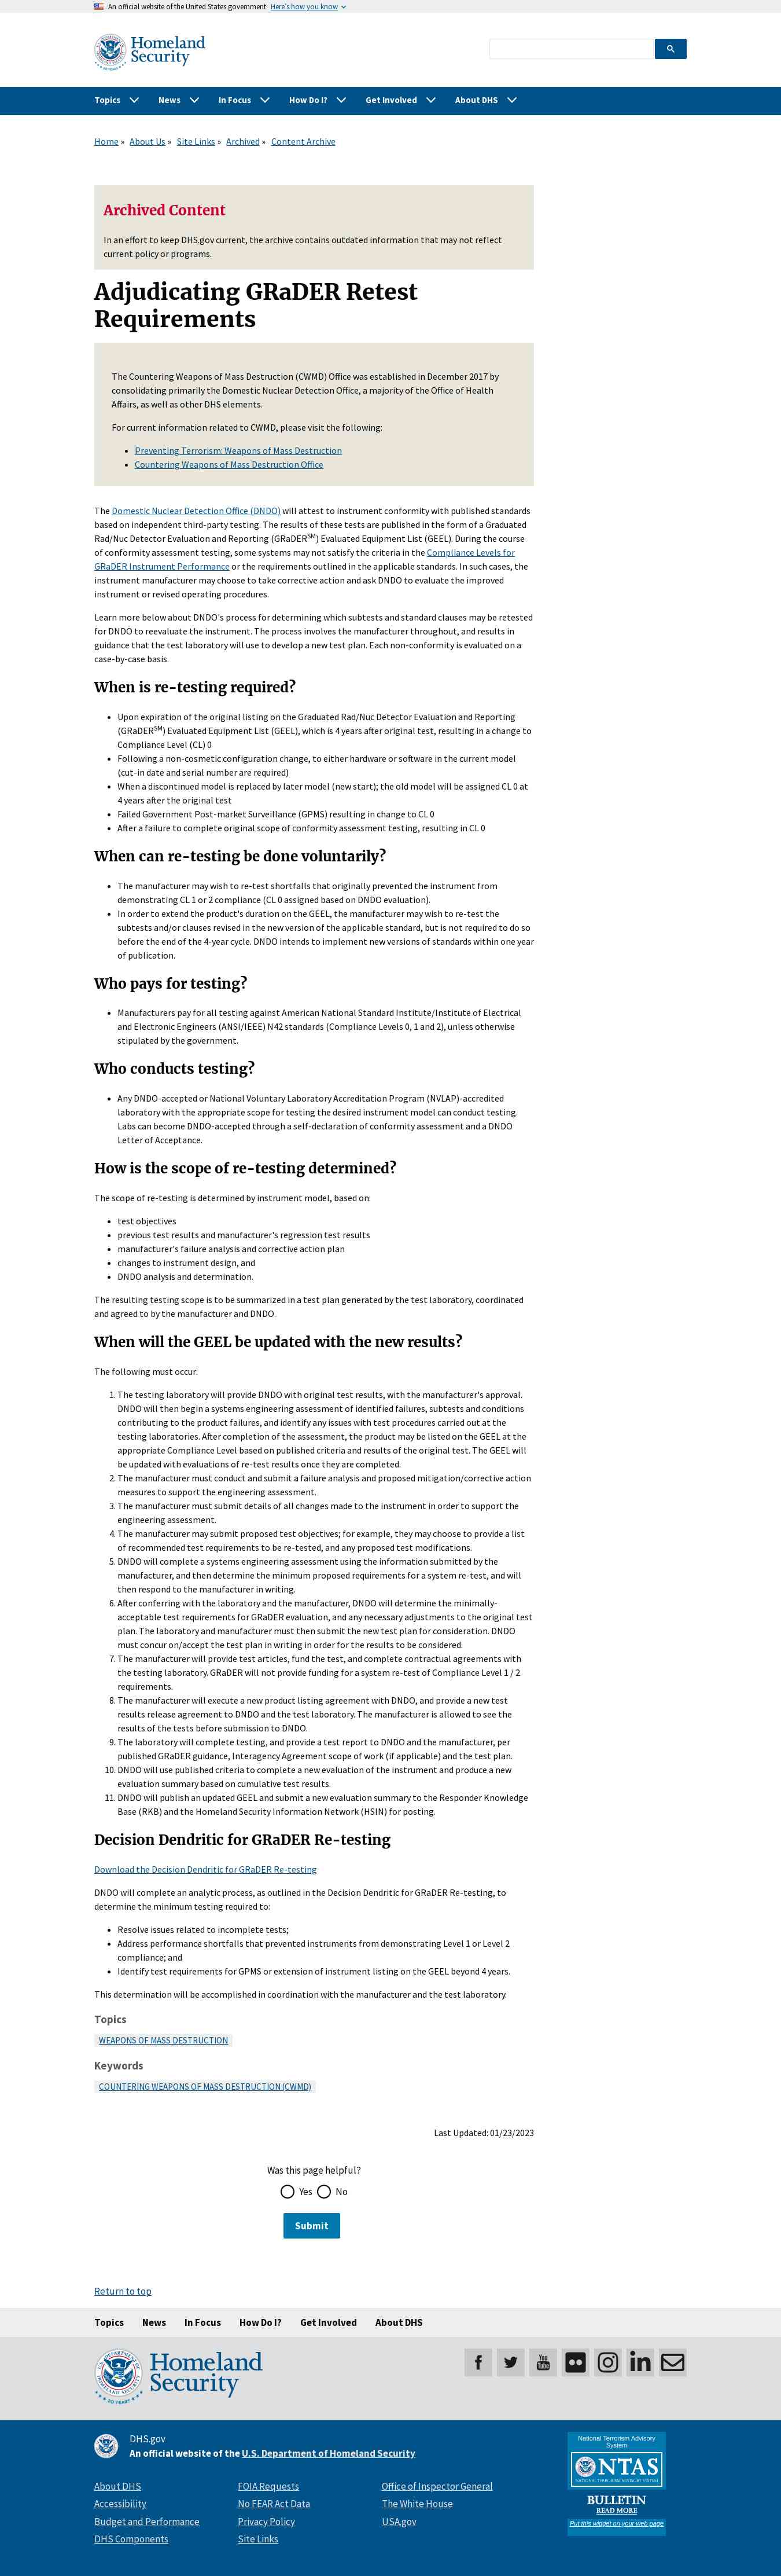 An official website of the United States government Here's how you know
Homeland
Security
Topics News In Focus How Do I? Get Involved About DHS
Home » About Us » Site Links » Archived » Content Archive
Archived Content
In an effort to keep DHS.gov current, the archive contains outdated information that may not reflect
current policy or programs.
Adjudicating GRaDER Retest
Requirements
The Countering Weapons of Mass Destruction (CWMD) Office was established in December 2017 by
consolidating primarily the Domestic Nuclear Detection Office, a majority of the Office of Health
Affairs, as well as other DHS elements.
For current information related to CWMD, please visit the following:
• Preventing Terrorism: Weapons of Mass Destruction
• Countering Weapons of Mass Destruction Office
The Domestic Nuclear Detection Office (DNDO) will attest to instrument conformity with published standards
based on independent third-party testing. The results of these tests are published in the form of a Graduated
Rad/Nuc Detector Evaluation and Reporting (GRaDERSM) Evaluated Equipment List (GEEL). During the course
of conformity assessment testing, some systems may not satisfy the criteria in the Compliance Levels for
GRaDER Instrument Performance or the requirements outlined in the applicable standards. In such cases, the
instrument manufacturer may choose to take corrective action and ask DNDO to evaluate the improved
instrument or revised operating procedures.
Learn more below about DNDO's process for determining which subtests and standard clauses may be retested
for DNDO to reevaluate the instrument. The process involves the manufacturer throughout, and results in
guidance that the test laboratory will use to develop a new test plan. Each non-conformity is evaluated on a
case-by-case basis.
When is re-testing required?
• Upon expiration of the original listing on the Graduated Rad/Nuc Detector Evaluation and Reporting
(GRaDERSM) Evaluated Equipment List (GEEL), which is 4 years after original test, resulting in a change to
Compliance Level (CL) 0
• Following a non-cosmetic configuration change, to either hardware or software in the current model
(cut-in date and serial number are required)
• When a discontinued model is replaced by later model (new start); the old model will be assigned CL 0 at
4 years after the original test
• Failed Government Post-market Surveillance (GPMS) resulting in change to CL 0
• After a failure to complete original scope of conformity assessment testing, resulting in CL 0
When can re-testing be done voluntarily?
• The manufacturer may wish to re-test shortfalls that originally prevented the instrument from
demonstrating CL 1 or 2 compliance (CL 0 assigned based on DNDO evaluation).
• In order to extend the product's duration on the GEEL, the manufacturer may wish to re-test the
subtests and/or clauses revised in the new version of the applicable standard, but is not required to do so
before the end of the 4-year cycle. DNDO intends to implement new versions of standards within one year
of publication.
Who pays for testing?
• Manufacturers pay for all testing against American National Standard Institute/Institute of Electrical
and Electronic Engineers (ANSI/IEEE) N42 standards (Compliance Levels 0, 1 and 2), unless otherwise
stipulated by the government.
Who conducts testing?
• Any DNDO-accepted or National Voluntary Laboratory Accreditation Program (NVLAP)-accredited
laboratory with the appropriate scope for testing the desired instrument model can conduct testing.
Labs can become DNDO-accepted through a self-declaration of conformity assessment and a DNDO
Letter of Acceptance.
How is the scope of re-testing determined?
The scope of re-testing is determined by instrument model, based on:
• test objectives
• previous test results and manufacturer's regression test results
• manufacturer's failure analysis and corrective action plan
• changes to instrument design, and
• DNDO analysis and determination.
The resulting testing scope is to be summarized in a test plan generated by the test laboratory, coordinated
and agreed to by the manufacturer and DNDO.
When will the GEEL be updated with the new results?
The following must occur:
1. The testing laboratory will provide DNDO with original test results, with the manufacturer's approval.
DNDO will then begin a systems engineering assessment of identified failures, subtests and conditions
contributing to the product failures, and identify any issues with test procedures carried out at the
testing laboratories. After completion of the assessment, the product may be listed on the GEEL at the
appropriate Compliance Level based on published criteria and results of the original test. The GEEL will
be updated with evaluations of re-test results once they are completed.
2. The manufacturer must conduct and submit a failure analysis and proposed mitigation/corrective action
measures to support the engineering assessment.
3. The manufacturer must submit details of all changes made to the instrument in order to support the
engineering assessment.
4. The manufacturer may submit proposed test objectives; for example, they may choose to provide a list
of recommended test requirements to be re-tested, and any proposed test modifications.
5. DNDO will complete a systems engineering assessment using the information submitted by the
manufacturer, and then determine the minimum proposed requirements for a system re-test, and will
then respond to the manufacturer in writing.
6. After conferring with the laboratory and the manufacturer, DNDO will determine the minimally-
acceptable test requirements for GRaDER evaluation, and any necessary adjustments to the original test
plan. The laboratory and manufacturer must then submit the new test plan for consideration. DNDO
must concur on/accept the test plan in writing in order for the results to be considered.
7. The manufacturer will provide test articles, fund the test, and complete contractual agreements with
the testing laboratory. GRaDER will not provide funding for a system re-test of Compliance Level 1 / 2
requirements.
8. The manufacturer will execute a new product listing agreement with DNDO, and provide a new test
results release agreement to DNDO and the test laboratory. The manufacturer is allowed to see the
results of the tests before submission to DNDO.
9. The laboratory will complete testing, and provide a test report to DNDO and the manufacturer, per
published GRaDER guidance, Interagency Agreement scope of work (if applicable) and the test plan.
10. DNDO will use published criteria to complete a new evaluation of the instrument and produce a new
evaluation summary based on cumulative test results.
11. DNDO will publish an updated GEEL and submit a new evaluation summary to the Responder Knowledge
Base (RKB) and the Homeland Security Information Network (HSIN) for posting.
Decision Dendritic for GRaDER Re-testing
Download the Decision Dendritic for GRaDER Re-testing
DNDO will complete an analytic process, as outlined in the Decision Dendritic for GRaDER Re-testing, to
determine the minimum testing required to:
• Resolve issues related to incomplete tests;
• Address performance shortfalls that prevented instruments from demonstrating Level 1 or Level 2
compliance; and
• Identify test requirements for GPMS or extension of instrument listing on the GEEL beyond 4 years.
This determination will be accomplished in coordination with the manufacturer and the test laboratory.
Topics
WEAPONS OF MASS DESTRUCTION
Keywords
COUNTERING WEAPONS OF MASS DESTRUCTION (CWMD)
Last Updated: 01/23/2023
Was this page helpful?
Yes No
Submit
Return to top
Topics News In Focus How Do I? Get Involved About DHS
Homeland
Security
DHS.gov
An official website of the U.S. Department of Homeland Security
About DHS
Accessibility
Budget and Performance
DHS Components
FOIA Requests
No FEAR Act Data
Privacy Policy
Site Links
Office of Inspector General
The White House
USA.gov
National Terrorism Advisory
System
NTAS
NATIONAL TERRORISM ADVISORY SYSTEM
BULLETIN
READ MORE
Put this widget on your web page